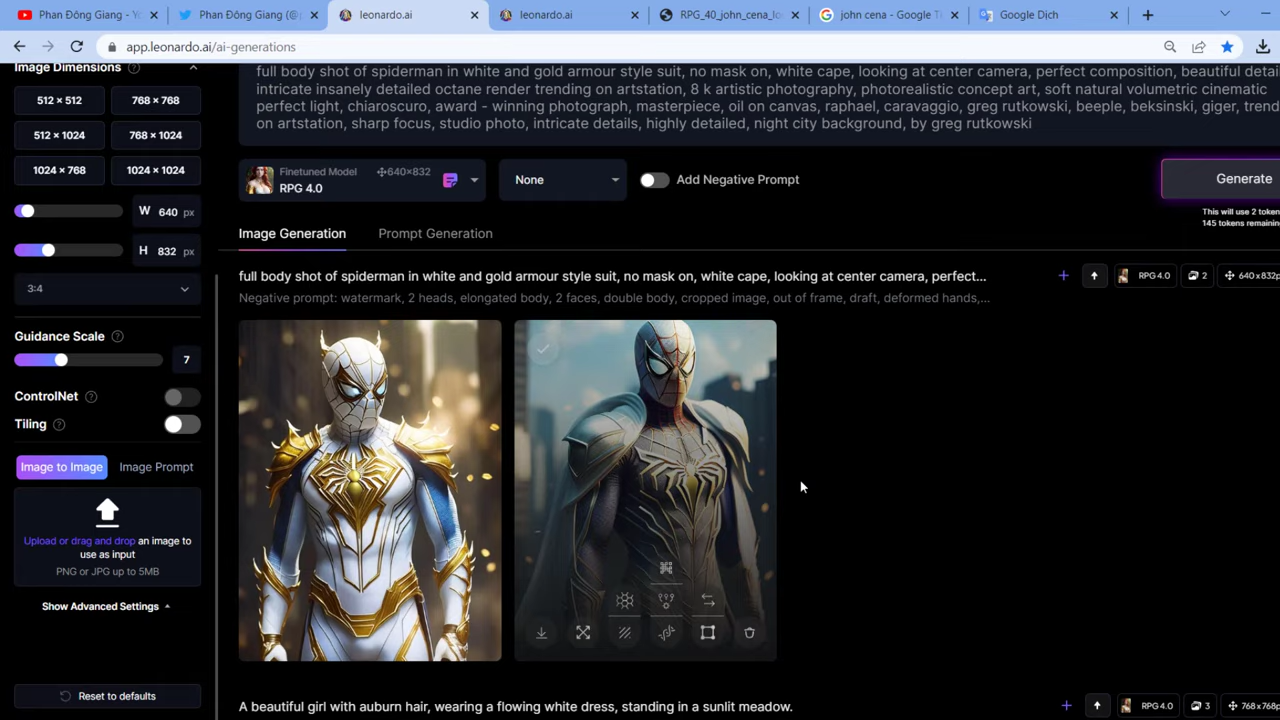 Phan Đông Giang - Yo
Phan Đông Giang (@g
leonardo.ai
leonardo.ai
RPG_40_john_cena_lo
john cena - Google T
Google Dịch
app.leonardo.ai/ai-generations
Image Dimensions
512 × 512
768 × 768
512 × 1024
768 × 1024
1024 × 768
1024 × 1024
W 640 px
H 832 px
3:4
Guidance Scale
7
ControlNet
Tiling
Image to Image
Image Prompt
Upload or drag and drop an image to
use as input
PNG or JPG up to 5MB
Show Advanced Settings
Reset to defaults
full body shot of spiderman in white and gold armour style suit, no mask on, white cape, looking at center camera, perfect composition, beautiful detai
intricate insanely detailed octane render trending on artstation, 8 k artistic photography, photorealistic concept art, soft natural volumetric cinematic
perfect light, chiaroscuro, award - winning photograph, masterpiece, oil on canvas, raphael, caravaggio, greg rutkowski, beeple, beksinski, giger, trend
on artstation, sharp focus, studio photo, intricate details, highly detailed, night city background, by greg rutkowski
Finetuned Model
640×832
RPG 4.0
None
Add Negative Prompt
Generate
This will use 2 token
145 tokens remainin
Image Generation
Prompt Generation
full body shot of spiderman in white and gold armour style suit, no mask on, white cape, looking at center camera, perfect...
RPG 4.0
2
640x832p
Negative prompt: watermark, 2 heads, elongated body, 2 faces, double body, cropped image, out of frame, draft, deformed hands,...
A beautiful girl with auburn hair, wearing a flowing white dress, standing in a sunlit meadow.
RPG 4.0
3
768x768p